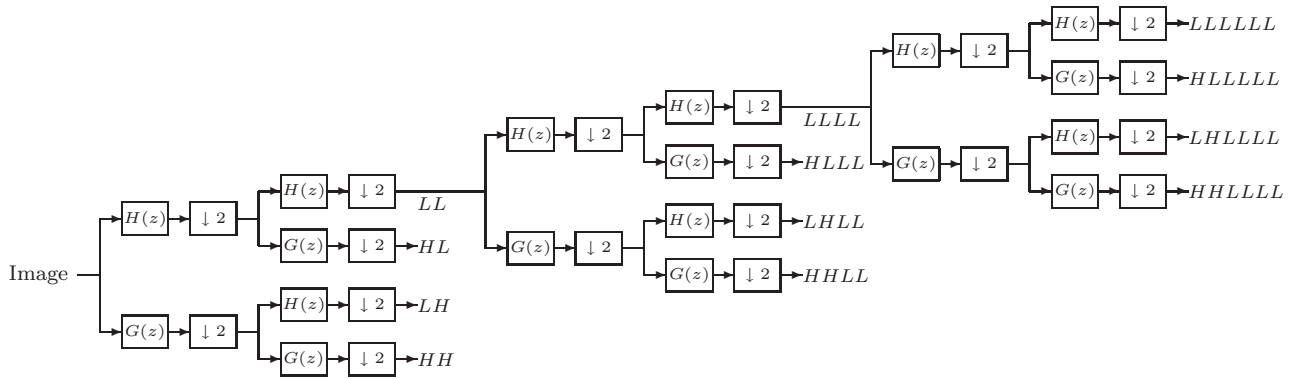 H(z) ↓ 2 LLLLLL
H(z) ↓ 2
G(z) ↓ 2 HLLLLL
H(z) ↓ 2 LLLL
H(z) ↓ 2
G(z) ↓ 2 HLLL
H(z) ↓ 2 LHLLLL
G(z) ↓ 2
G(z) ↓ 2 HHLLLL
H(z) ↓ 2 LL
H(z) ↓ 2
G(z) ↓ 2 HL
H(z) ↓ 2 LHLL
G(z) ↓ 2
G(z) ↓ 2 HHLL
Image
H(z) ↓ 2 LH
G(z) ↓ 2
G(z) ↓ 2 HH